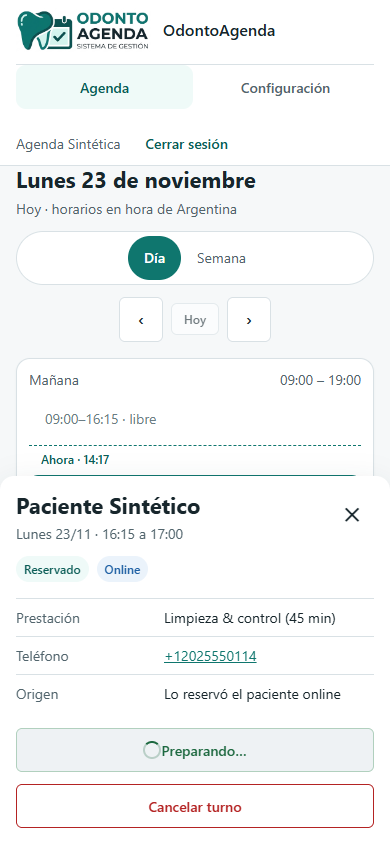 ODONTO
AGENDA
SISTEMA DE GESTIÓN
OdontoAgenda
Agenda
Configuración
Agenda Sintética
Cerrar sesión
Lunes 23 de noviembre
Hoy · horarios en hora de Argentina
Día
Semana
‹
Hoy
›
Mañana
09:00 – 19:00
09:00–16:15 · libre
Ahora · 14:17
Paciente Sintético
Lunes 23/11 · 16:15 a 17:00
Reservado
Online
Prestación
Limpieza & control (45 min)
Teléfono
+12025550114
Origen
Lo reservó el paciente online
Preparando…
Cancelar turno